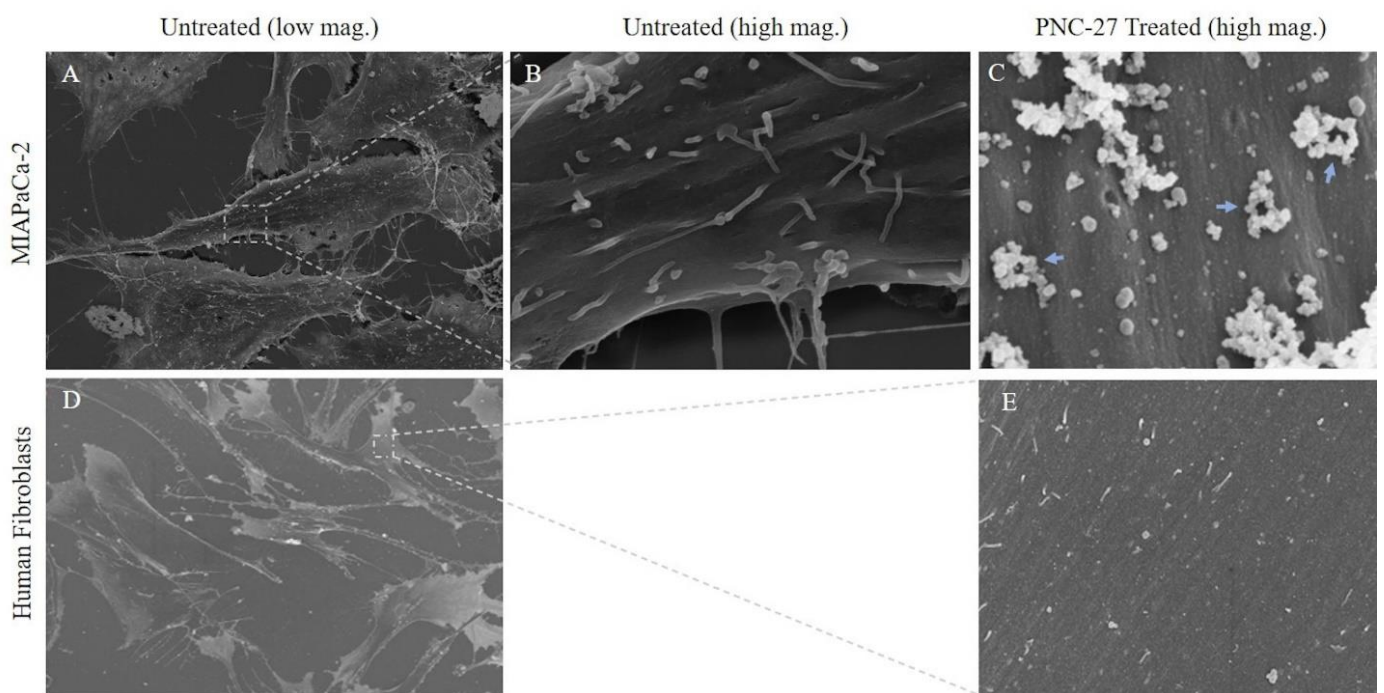 Untreated (low mag.)
Untreated (high mag.)
PNC-27 Treated (high mag.)
MIAPaCa-2
A
B
C
Human Fibroblasts
D
E